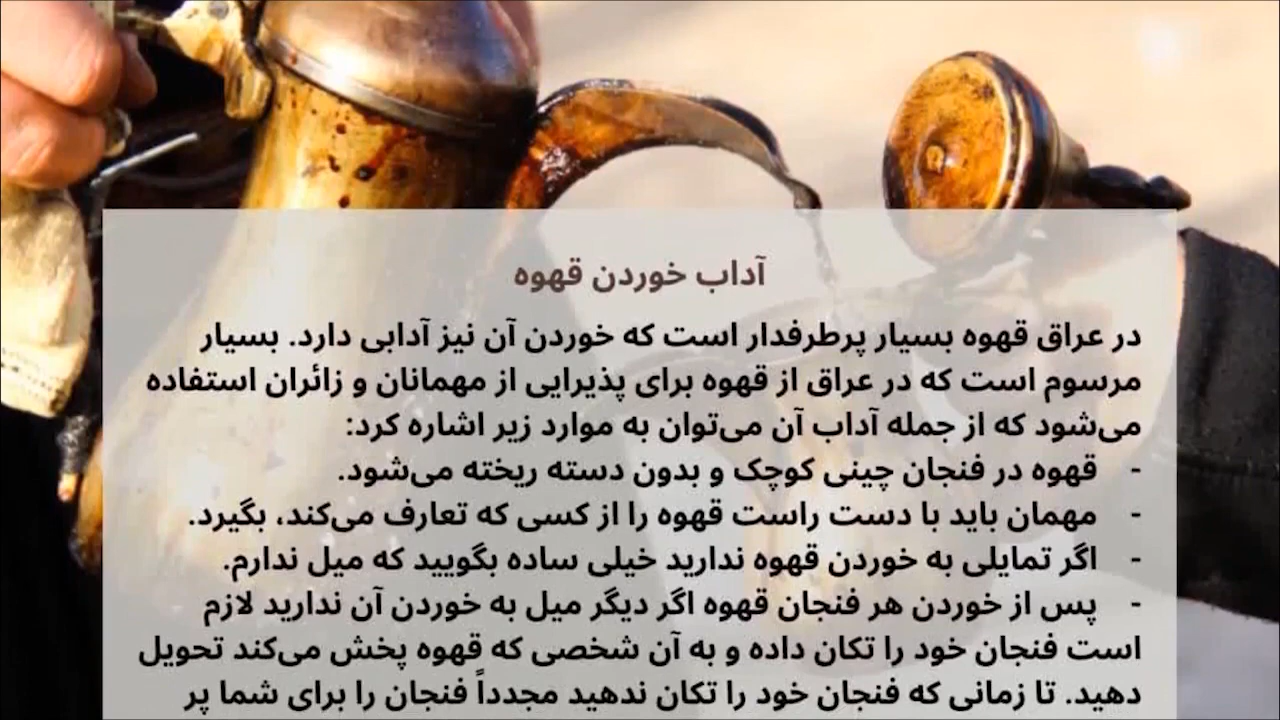 آداب خوردن قهوه
در عراق قهوه بسیار پرطرفدار است که خوردن آن نیز آدابی دارد. بسیار
مرسوم است که در عراق از قهوه برای پذیرایی از مهمانان و زائران استفاده
می‌شود که از جمله آداب آن می‌توان به موارد زیر اشاره کرد:
- قهوه در فنجان چینی کوچک و بدون دسته ریخته می‌شود.
- مهمان باید با دست راست قهوه را از کسی که تعارف می‌کند، بگیرد.
- اگر تمایلی به خوردن قهوه ندارید خیلی ساده بگویید که میل ندارم.
- پس از خوردن هر فنجان قهوه اگر دیگر میل به خوردن آن ندارید لازم
است فنجان خود را تکان داده و به آن شخصی که قهوه پخش می‌کند تحویل
دهید. تا زمانی که فنجان خود را تکان ندهید مجدداً فنجان را برای شما پر